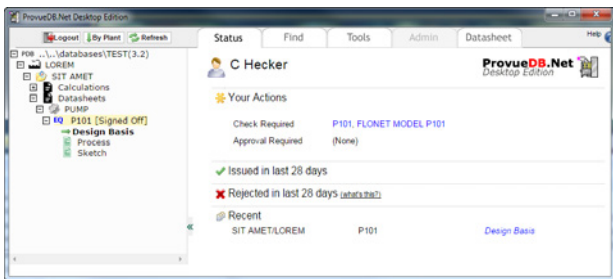 ProvueDB.Net Desktop Edition
Logout By Plant Refresh
Status Find Tools Admin Datasheet Help
PDB ..\..\databases\TEST(3.2)
LOREM
SIT AMET
Calculations
Datasheets
PUMP
EQ P101 [Signed Off]
Design Basis
Process
Sketch
C Hecker
ProvueDB.Net
Desktop Edition
Your Actions
Check Required P101, FLONET MODEL P101
Approval Required (None)
Issued in last 28 days
Rejected in last 28 days (what's this?)
Recent
SIT AMET/LOREM P101 Design Basis
«